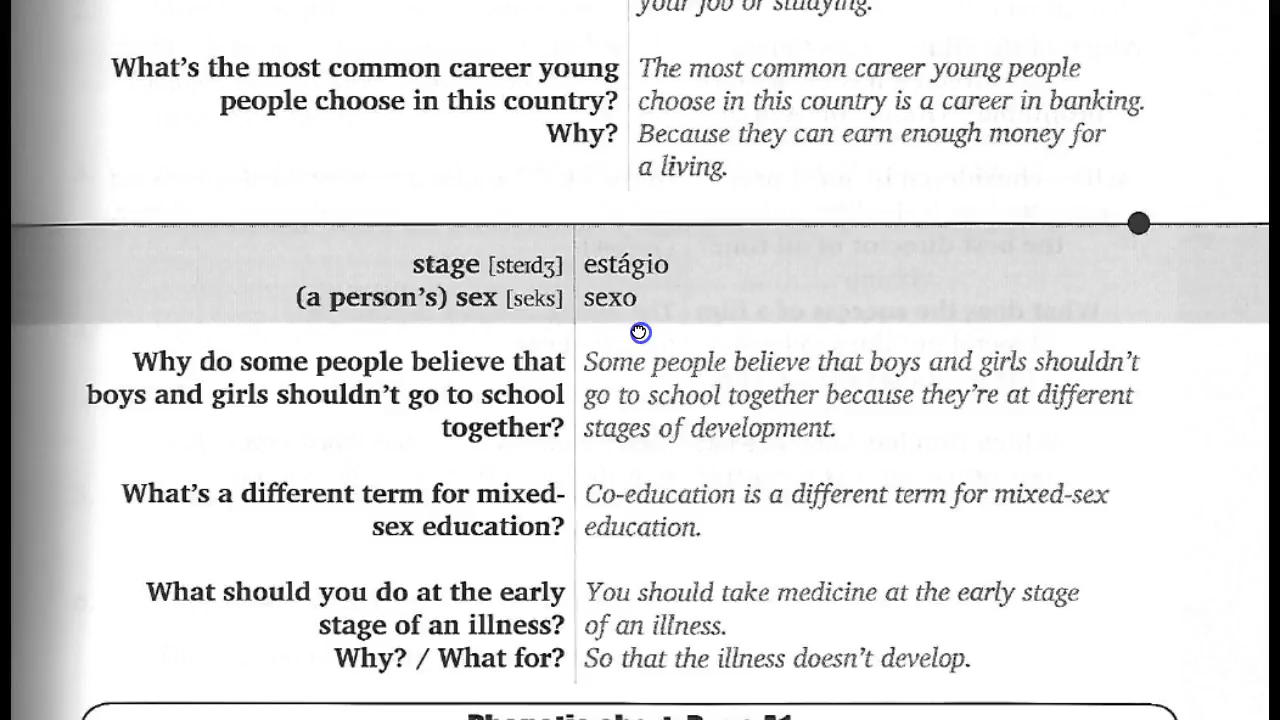 your job or studying.
What's the most common career young
people choose in this country?
Why?
The most common career young people
choose in this country is a career in banking.
Because they can earn enough money for
a living.
stage [steɪdʒ] estágio
(a person's) sex [seks] sexo
Why do some people believe that
boys and girls shouldn't go to school
together?
Some people believe that boys and girls shouldn't
go to school together because they're at different
stages of development.
What's a different term for mixed-
sex education?
Co-education is a different term for mixed-sex
education.
What should you do at the early
stage of an illness?
Why? / What for?
You should take medicine at the early stage
of an illness.
So that the illness doesn't develop.
Phonetic chart: Page